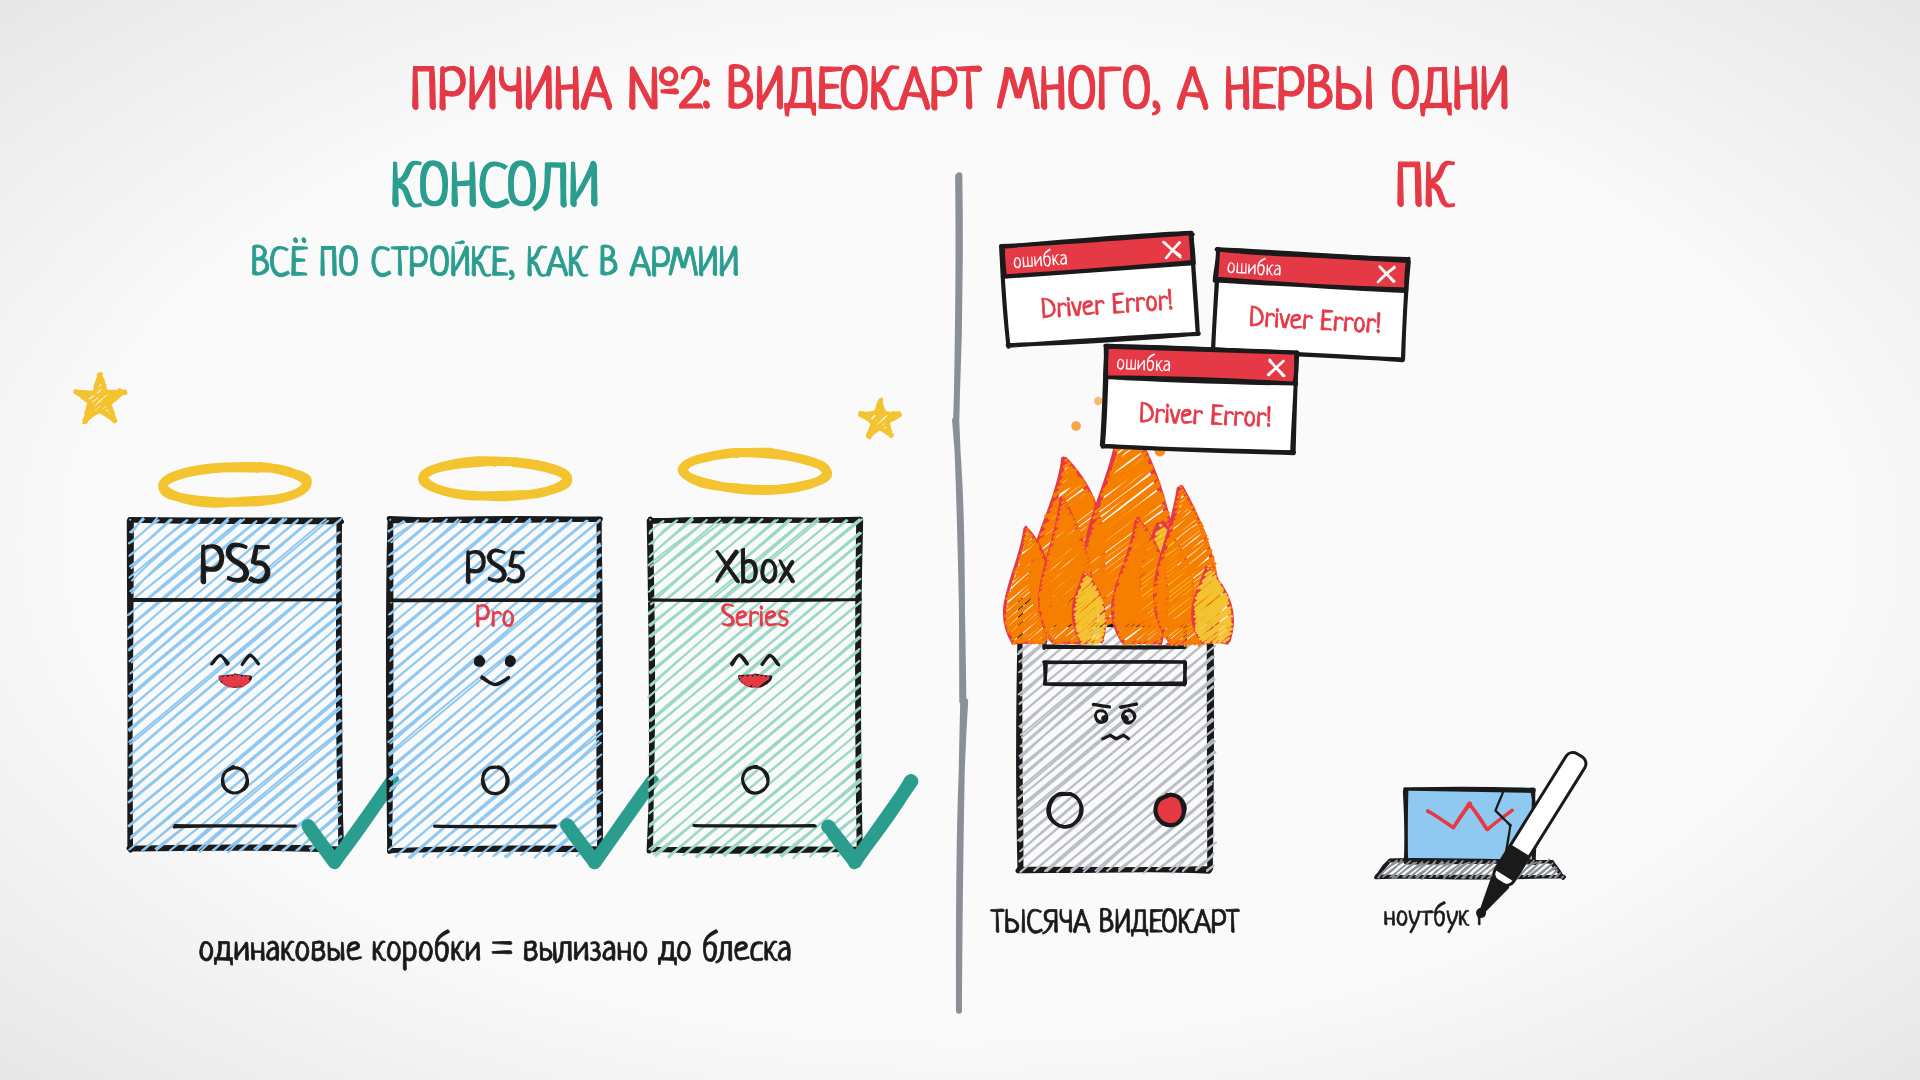 ПРИЧИНА №2: ВИДЕОКАРТ МНОГО, А НЕРВЫ ОДНИ
КОНСОЛИ
ВСЁ ПО СТРОЙКЕ, КАК В АРМИИ
PS5
PS5
Pro
Xbox
Series
одинаковые коробки = вылизано до блеска
ПК
ошибка
Driver Error!
ошибка
Driver Error!
ошибка
Driver Error!
ТЫСЯЧА ВИДЕОКАРТ
ноутбук